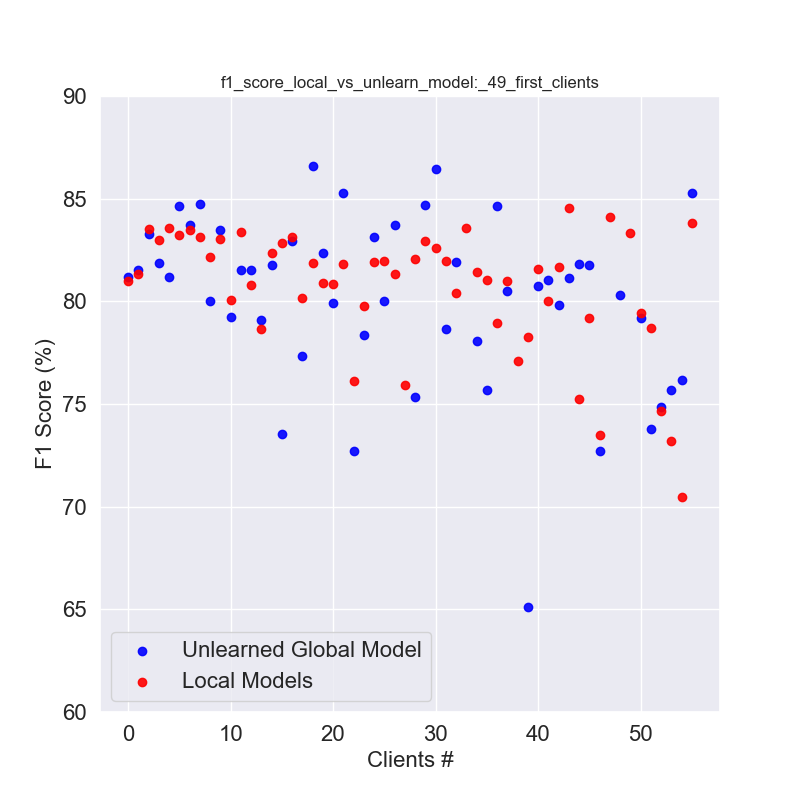 f1_score_local_vs_unlearn_model:_49_first_clients
90
85
80
75
70
65
60
F1 Score (%)
Unlearned Global Model
Local Models
0 10 20 30 40 50
Clients #